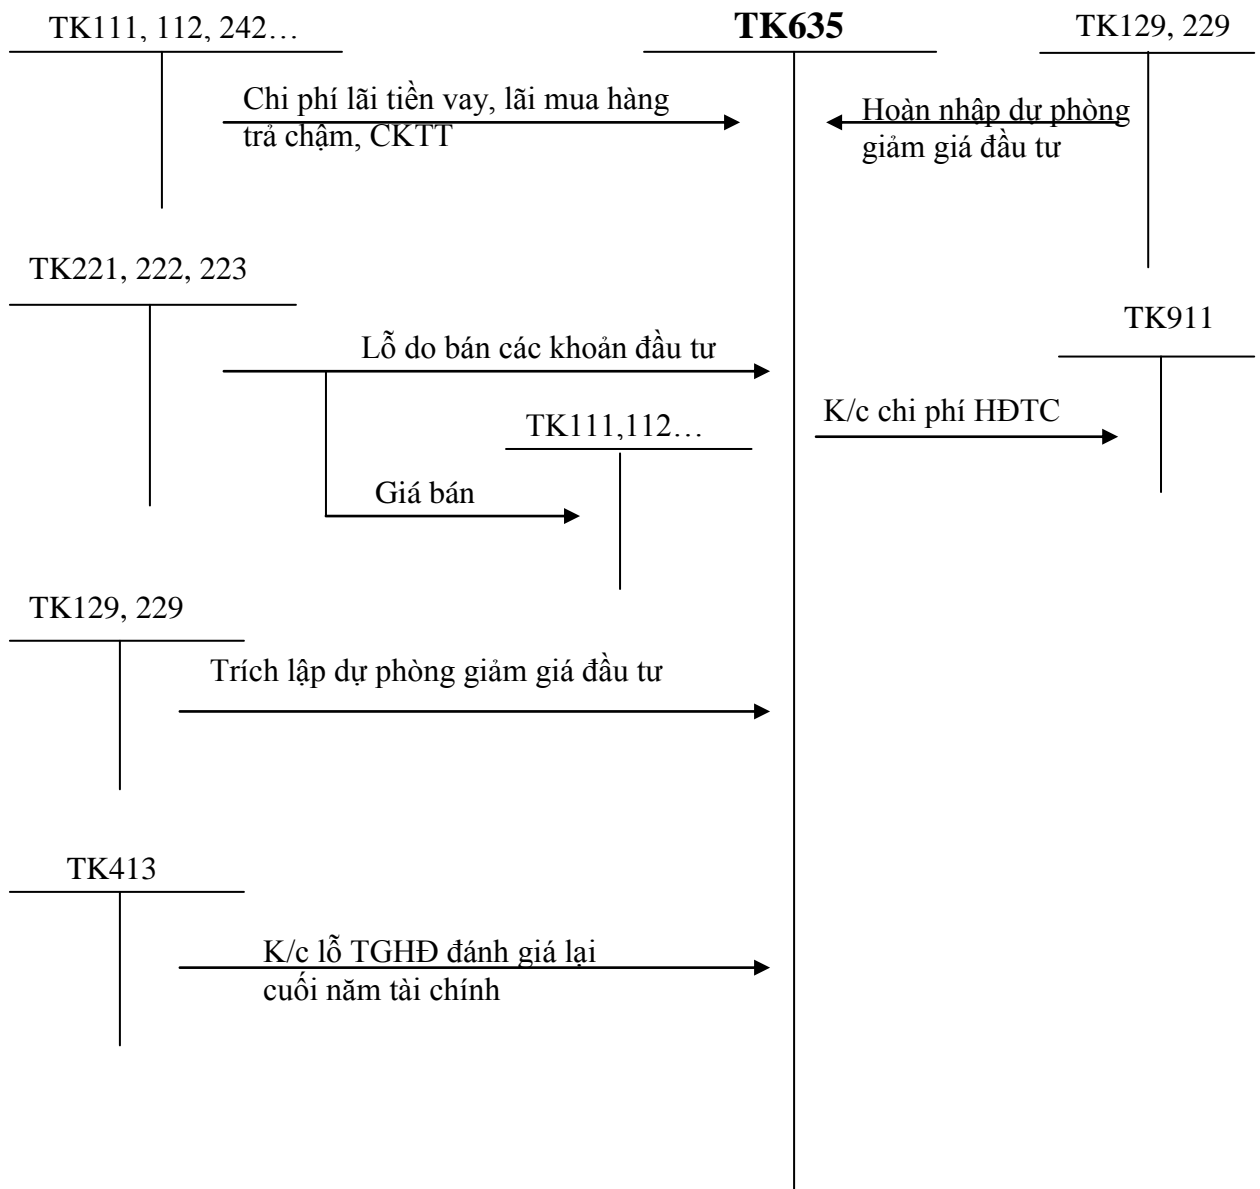 TK111, 112, 242…
TK635
TK129, 229
Chi phí lãi tiền vay, lãi mua hàng
trả chậm, CKTT
Hoàn nhập dự phòng
giảm giá đầu tư
TK221, 222, 223
TK911
Lỗ do bán các khoản đầu tư
K/c chi phí HĐTC
TK111,112…
Giá bán
TK129, 229
Trích lập dự phòng giảm giá đầu tư
TK413
K/c lỗ TGHĐ đánh giá lại
cuối năm tài chính